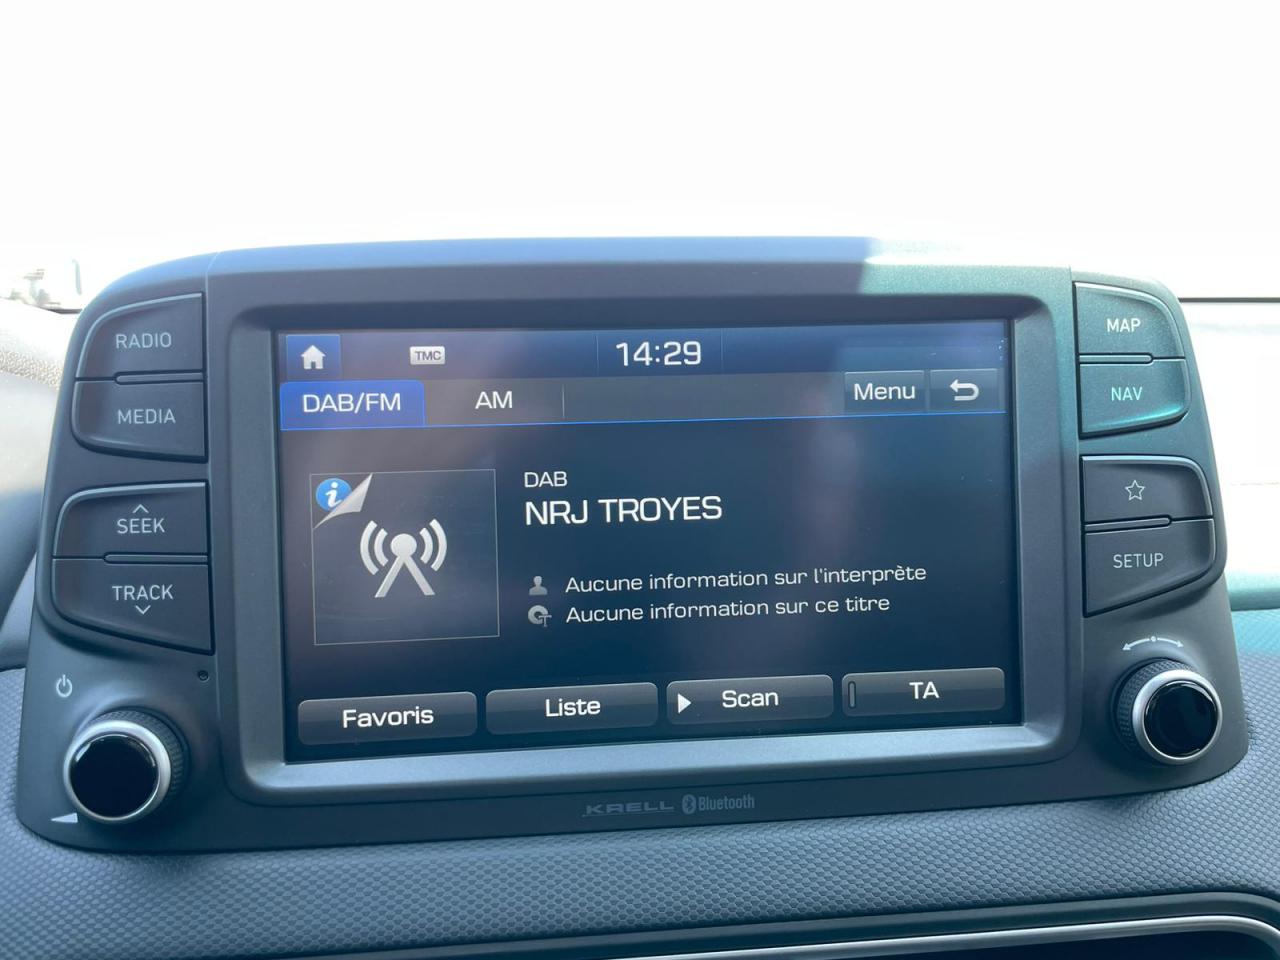 RADIO
MEDIA
SEEK
TRACK
TMC
14:29
DAB/FM
AM
Menu
i
DAB
NRJ TROYES
Aucune information sur l'interprète
Aucune information sur ce titre
Favoris
Liste
Scan
TA
MAP
NAV
SETUP
KRELL Bluetooth